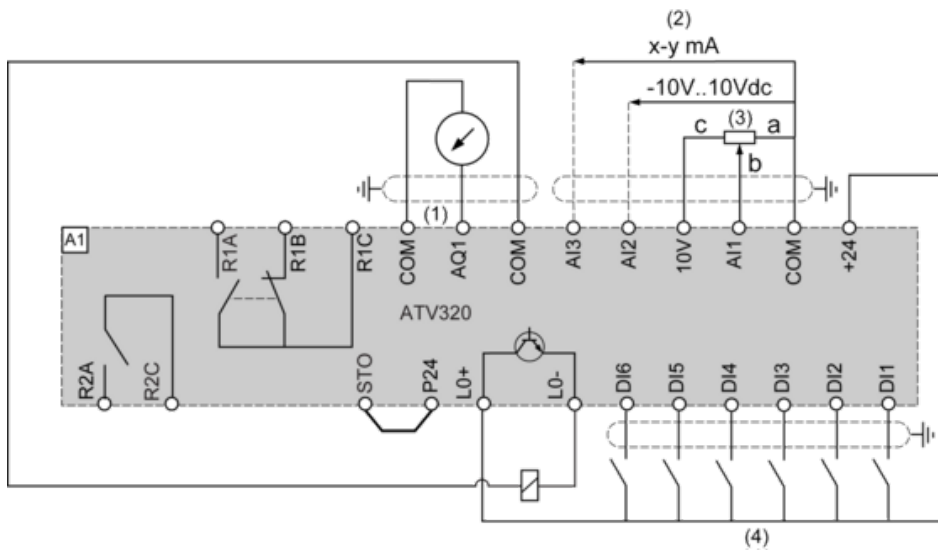 (2)
x-y mA
-10V..10Vdc
(3)
c
a
b
(1)
A1
R1A
R1B
R1C
COM
AQ1
COM
AI3
AI2
10V
AI1
COM
+24
ATV320
R2A
R2C
STO
P24
L0+
L0-
DI6
DI5
DI4
DI3
DI2
DI1
(4)